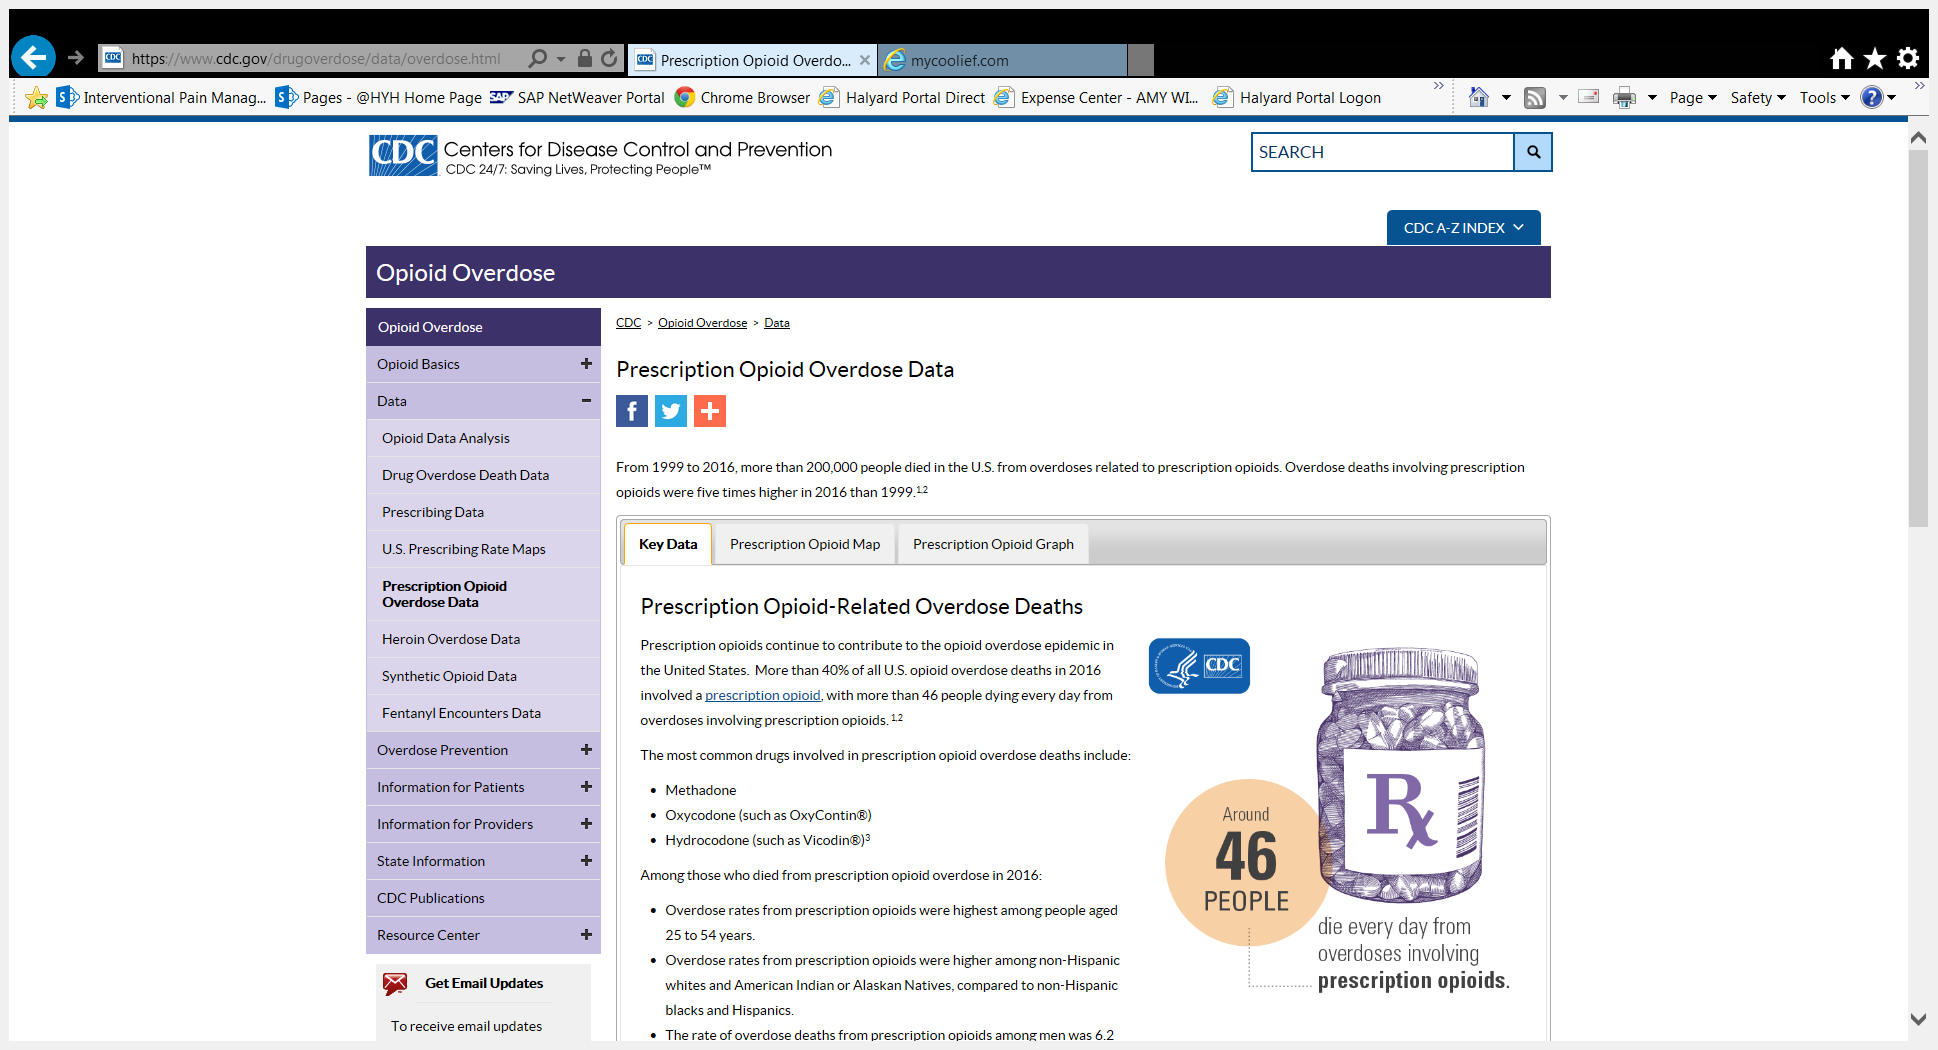 CDC https://www.cdc.gov/drugoverdose/data/overdose.html
CDC Prescription Opioid Overdo...
mycoolief.com
Interventional Pain Manag...
Pages - @HYH Home Page
SAP SAP NetWeaver Portal
Chrome Browser
Halyard Portal Direct
Expense Center - AMY WI...
Halyard Portal Logon
Page
Safety
Tools
CDC Centers for Disease Control and Prevention
CDC 24/7: Saving Lives, Protecting People™
SEARCH
CDC A-Z INDEX
Opioid Overdose
Opioid Overdose
Opioid Basics
Data
Opioid Data Analysis
Drug Overdose Death Data
Prescribing Data
U.S. Prescribing Rate Maps
Prescription Opioid
Overdose Data
Heroin Overdose Data
Synthetic Opioid Data
Fentanyl Encounters Data
Overdose Prevention
Information for Patients
Information for Providers
State Information
CDC Publications
Resource Center
Get Email Updates
To receive email updates
CDC > Opioid Overdose > Data
Prescription Opioid Overdose Data
From 1999 to 2016, more than 200,000 people died in the U.S. from overdoses related to prescription opioids. Overdose deaths involving prescription
opioids were five times higher in 2016 than 1999.1,2
Key Data
Prescription Opioid Map
Prescription Opioid Graph
Prescription Opioid-Related Overdose Deaths
Prescription opioids continue to contribute to the opioid overdose epidemic in
the United States. More than 40% of all U.S. opioid overdose deaths in 2016
involved a prescription opioid, with more than 46 people dying every day from
overdoses involving prescription opioids. 1,2
The most common drugs involved in prescription opioid overdose deaths include:
• Methadone
• Oxycodone (such as OxyContin®)
• Hydrocodone (such as Vicodin®)3
Among those who died from prescription opioid overdose in 2016:
• Overdose rates from prescription opioids were highest among people aged
25 to 54 years.
• Overdose rates from prescription opioids were higher among non-Hispanic
whites and American Indian or Alaskan Natives, compared to non-Hispanic
blacks and Hispanics.
• The rate of overdose deaths from prescription opioids among men was 6.2
CDC
Rx
Around
46
PEOPLE
die every day from
overdoses involving
prescription opioids.